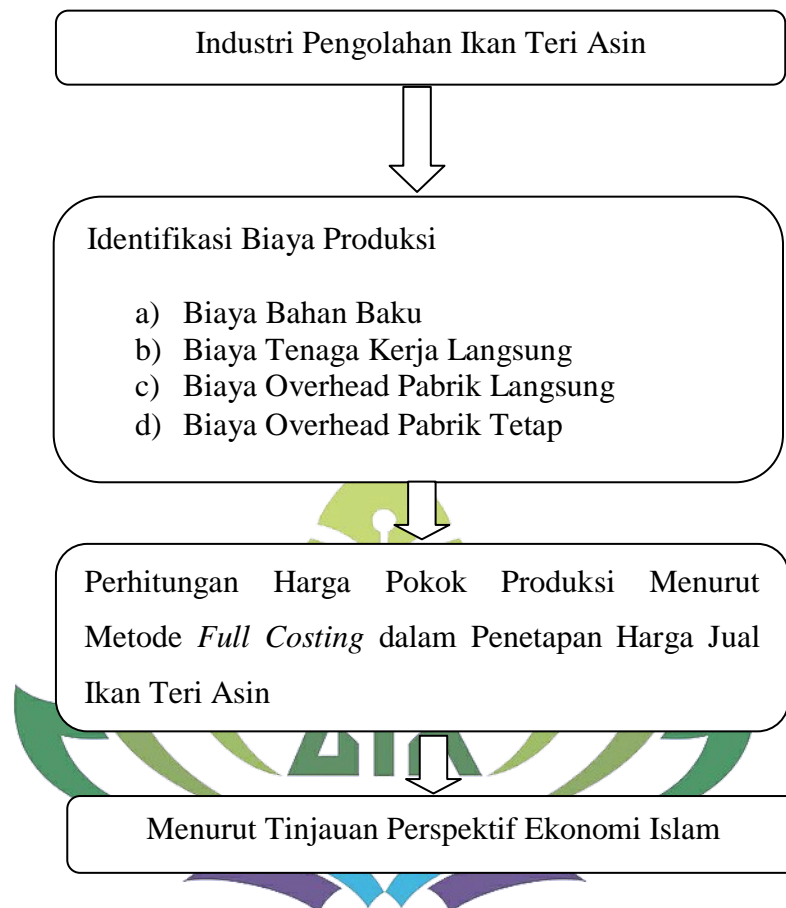 Industri Pengolahan Ikan Teri Asin
Identifikasi Biaya Produksi
a) Biaya Bahan Baku
b) Biaya Tenaga Kerja Langsung
c) Biaya Overhead Pabrik Langsung
d) Biaya Overhead Pabrik Tetap
Perhitungan Harga Pokok Produksi Menurut
Metode Full Costing dalam Penetapan Harga Jual
Ikan Teri Asin
Menurut Tinjauan Perspektif Ekonomi Islam